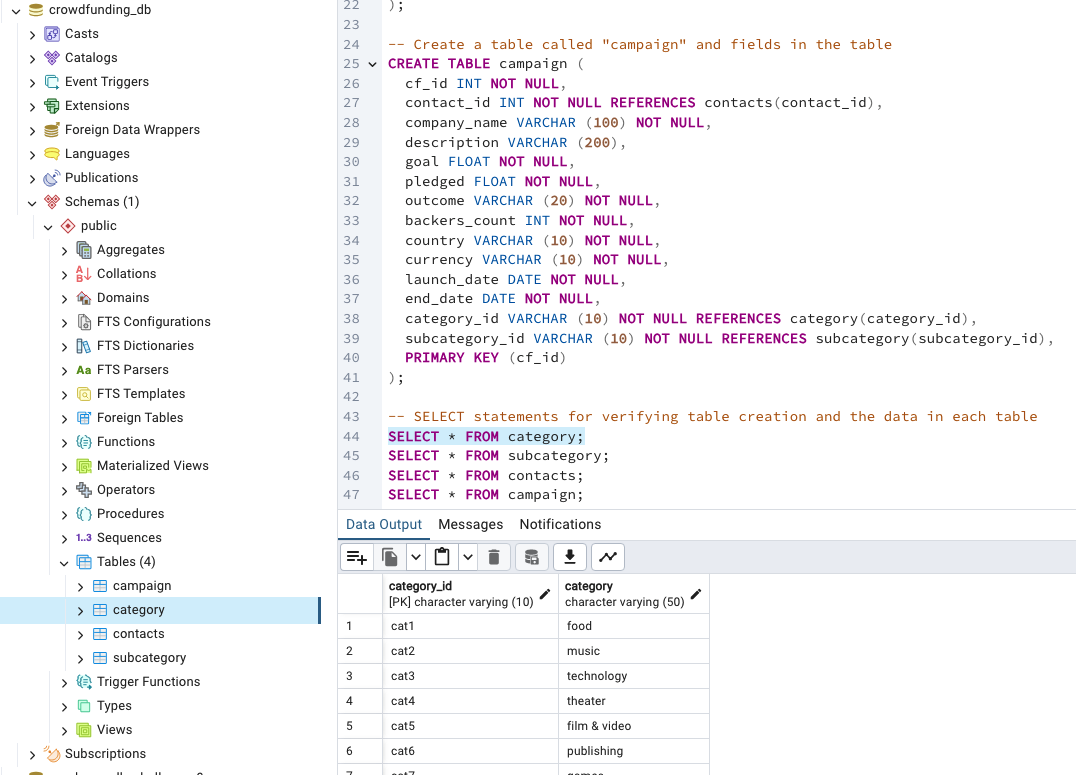 crowdfunding_db
Casts
Catalogs
Event Triggers
Extensions
Foreign Data Wrappers
Languages
Publications
Schemas (1)
public
Aggregates
Collations
Domains
FTS Configurations
FTS Dictionaries
Aa FTS Parsers
FTS Templates
Foreign Tables
Functions
Materialized Views
Operators
Procedures
1..3 Sequences
Tables (4)
campaign
category
contacts
subcategory
Trigger Functions
Types
Views
Subscriptions
22 );
23
24 -- Create a table called "campaign" and fields in the table
25 CREATE TABLE campaign (
26 cf_id INT NOT NULL,
27 contact_id INT NOT NULL REFERENCES contacts(contact_id),
28 company_name VARCHAR (100) NOT NULL,
29 description VARCHAR (200),
30 goal FLOAT NOT NULL,
31 pledged FLOAT NOT NULL,
32 outcome VARCHAR (20) NOT NULL,
33 backers_count INT NOT NULL,
34 country VARCHAR (10) NOT NULL,
35 currency VARCHAR (10) NOT NULL,
36 launch_date DATE NOT NULL,
37 end_date DATE NOT NULL,
38 category_id VARCHAR (10) NOT NULL REFERENCES category(category_id),
39 subcategory_id VARCHAR (10) NOT NULL REFERENCES subcategory(subcategory_id),
40 PRIMARY KEY (cf_id)
41 );
42
43 -- SELECT statements for verifying table creation and the data in each table
44 SELECT * FROM category;
45 SELECT * FROM subcategory;
46 SELECT * FROM contacts;
47 SELECT * FROM campaign;
Data Output Messages Notifications
category_id category
[PK] character varying (10) character varying (50)
1 cat1 food
2 cat2 music
3 cat3 technology
4 cat4 theater
5 cat5 film & video
6 cat6 publishing
7 cat7 games